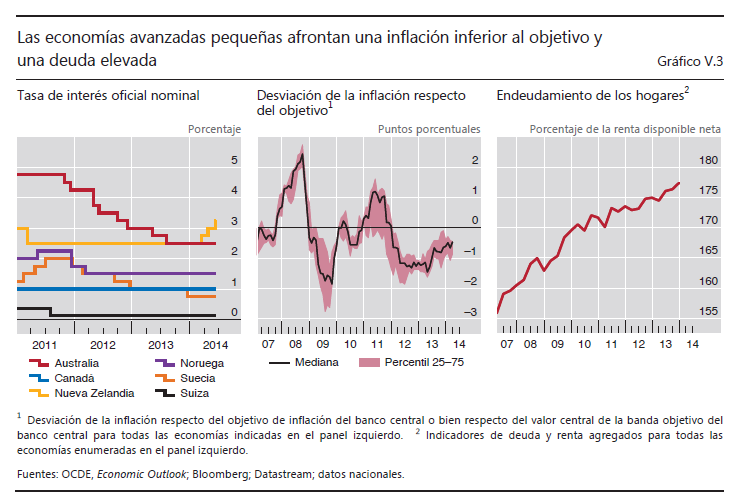 Las economías avanzadas pequeñas afrontan una inflación inferior al objetivo y
una deuda elevada
Gráfico V.3
Tasa de interés oficial nominal
Porcentaje
5
4
3
2
1
0
2011 2012 2013 2014
Australia
Canadá
Nueva Zelandia
Noruega
Suecia
Suiza
Desviación de la inflación respecto
del objetivo1
Puntos porcentuales
2
1
0
–1
–2
–3
07 08 09 10 11 12 13 14
Mediana
Percentil 25–75
Endeudamiento de los hogares2
Porcentaje de la renta disponible neta
180
175
170
165
160
155
07 08 09 10 11 12 13 14
1 Desviación de la inflación respecto del objetivo de inflación del banco central o bien respecto del valor central de la banda objetivo del
banco central para todas las economías indicadas en el panel izquierdo. 2 Indicadores de deuda y renta agregados para todas las
economías enumeradas en el panel izquierdo.
Fuentes: OCDE, Economic Outlook; Bloomberg; Datastream; datos nacionales.